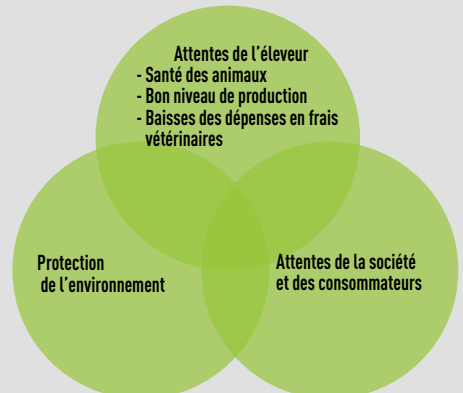 Attentes de l'éleveur
- Santé des animaux
- Bon niveau de production
- Baisses des dépenses en frais
vétérinaires
Protection
de l'environnement
Attentes de la société
et des consommateurs